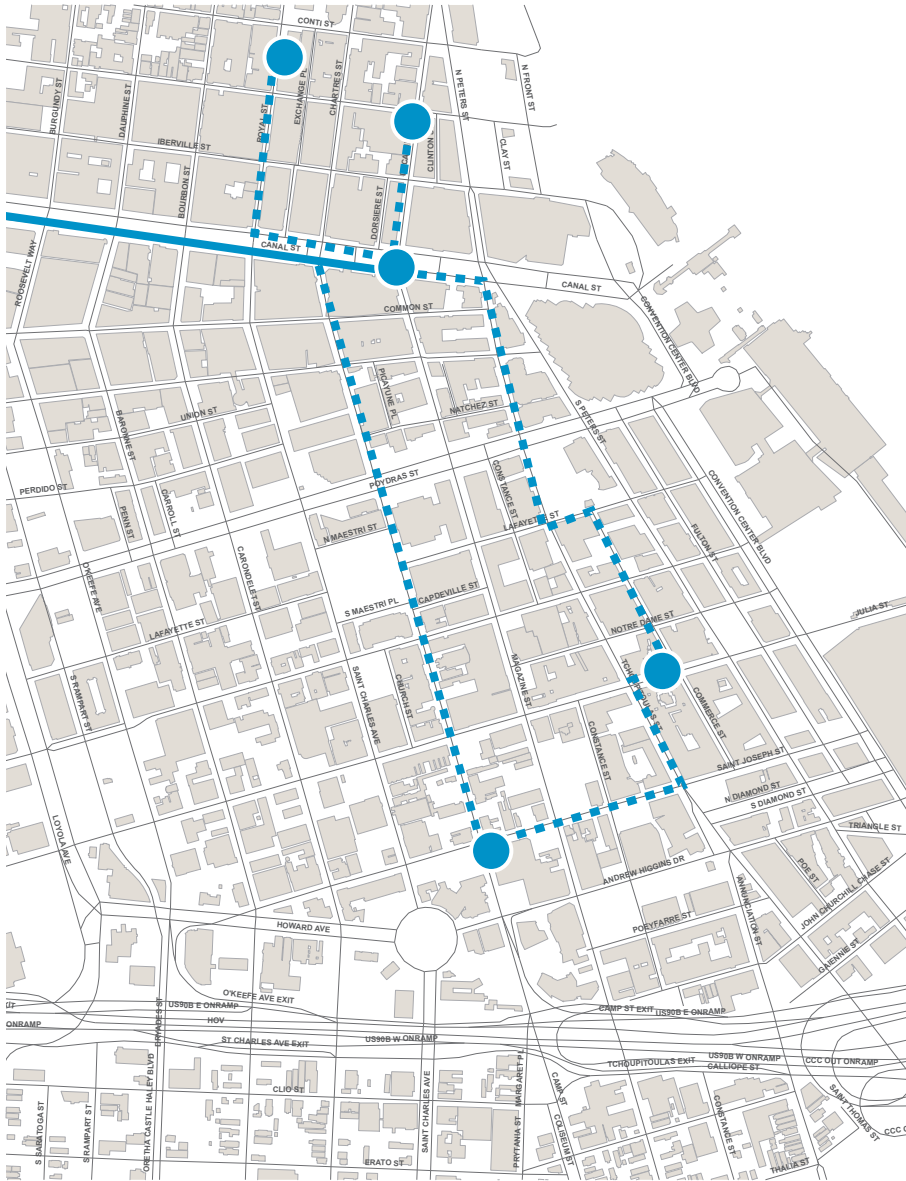 CONTI ST
N FRONT ST
N PETERS ST
CHARTRES ST
EXCHANGE PL
ROYAL ST
DAUPHINE ST
BURGUNDY ST
IBERVILLE ST
CLINTON
CLAY ST
BOURBON ST
DORSIERE ST
CANAL ST
ROOSEVELT WAY
CANAL ST
COMMON ST
CONVENTION CENTER BLVD
PICAYUNE PL
NATCHEZ ST
UNION ST
BARONNE ST
S PETERS ST
POYDRAS ST
PERDIDO ST
CONSTANCE ST
CARROLL ST
PENN ST
N MAESTRI ST
LAFAYETTE ST
CONVENTION CENTER BLVD
FULTON ST
CARONDELET ST
O'KEEFE AVE
CAPDEVILLE ST
S MAESTRI PL
JULIA ST
NOTRE DAME ST
LAFAYETTE ST
S RAMPART ST
SAINT CHARLES AVE
CHURCH ST
MAGAZINE ST
TCHOUPITOULAS ST
COMMERCE ST
CONSTANCE ST
SAINT JOSEPH ST
N DIAMOND ST
S DIAMOND ST
TRIANGLE ST
LOYOLA AVE
ANDREW HIGGINS DR
POE ST
JOHN CHURCHILL CHASE ST
ANNUNCIATION ST
POEYFARRE ST
HOWARD AVE
GAIENNIE ST
O'KEEFE AVE EXIT
US90B E ONRAMP
CAMP ST EXIT
US90B E ONRAMP
HOV
ONRAMP
DRYADES ST
ST CHARLES AVE EXIT
US90B W ONRAMP
TCHOUPITOULAS EXIT
US90B W ONRAMP
CALLIOPE ST
CCC OUT ONRAMP
CLIO ST
MARGARET PL
CAMP ST
COLISEUM ST
CONSTANCE ST
SAINT THOMAS ST
CCC
S SARATOGA ST
S RAMPART ST
ORETHA CASTLE HALEY BLVD
SAINT CHARLES AVE
PRYTANIA ST
ERATO ST
THALIA ST